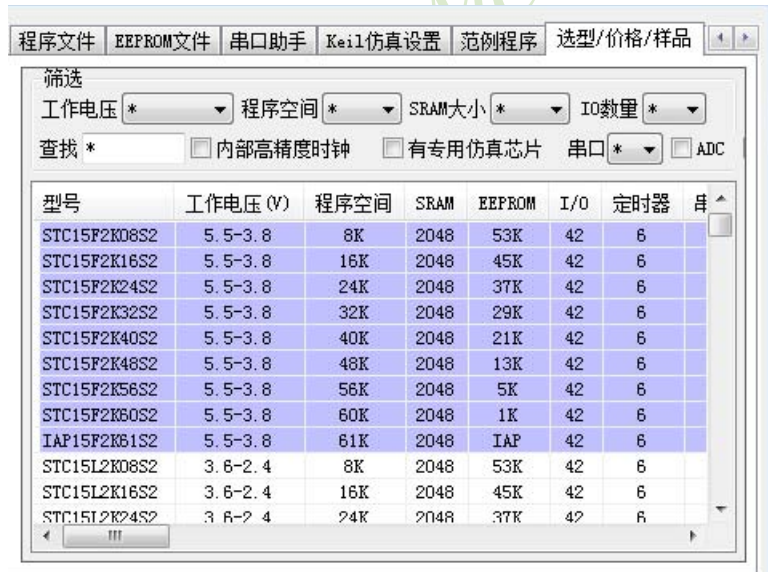 程序文件 EEPROM文件 串口助手 Keil仿真设置 范例程序 选型/价格/样品
筛选
工作电压 * 程序空间 * SRAM大小 * IO数量 *
查找 * 内部高精度时钟 有专用仿真芯片 串口 * ADC
型号 工作电压(V) 程序空间 SRAM EEPROM I/O 定时器 串
STC15F2K08S2 5.5-3.8 8K 2048 53K 42 6
STC15F2K16S2 5.5-3.8 16K 2048 45K 42 6
STC15F2K24S2 5.5-3.8 24K 2048 37K 42 6
STC15F2K32S2 5.5-3.8 32K 2048 29K 42 6
STC15F2K40S2 5.5-3.8 40K 2048 21K 42 6
STC15F2K48S2 5.5-3.8 48K 2048 13K 42 6
STC15F2K56S2 5.5-3.8 56K 2048 5K 42 6
STC15F2K60S2 5.5-3.8 60K 2048 1K 42 6
IAP15F2K61S2 5.5-3.8 61K 2048 IAP 42 6
STC15L2K08S2 3.6-2.4 8K 2048 53K 42 6
STC15L2K16S2 3.6-2.4 16K 2048 45K 42 6
STC15L2K24S2 3.6-2.4 24K 2048 37K 42 6